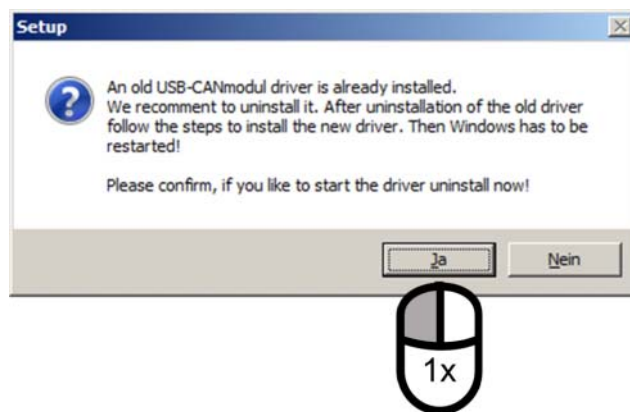 Setup
An old USB-CANmodul driver is already installed.
We recomment to uninstall it. After uninstallation of the old driver
follow the steps to install the new driver. Then Windows has to be
restarted!
Please confirm, if you like to start the driver uninstall now!
Ja
Nein
1x